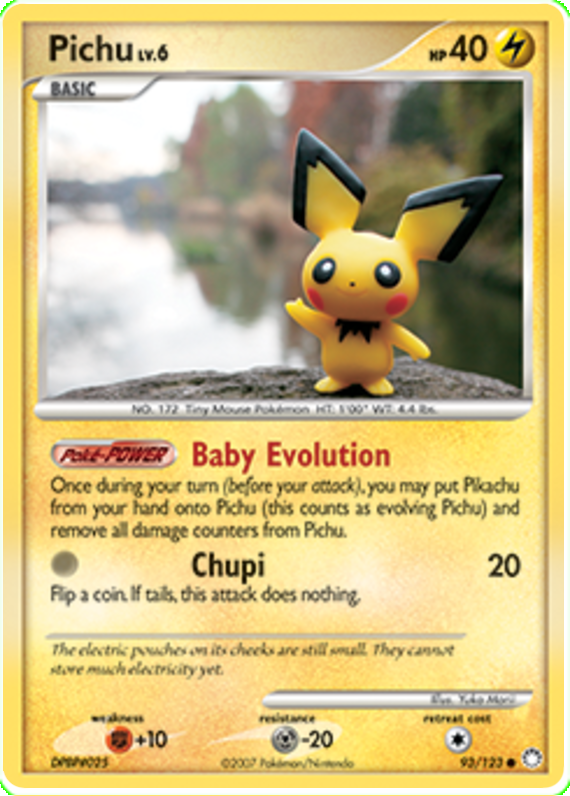 Pichu LV.6 HP 40
BASIC
NO. 172 Tiny Mouse Pokémon HT: 1'00" WT: 4.4 lbs.
Poké-POWER Baby Evolution
Once during your turn (before your attack), you may put Pikachu
from your hand onto Pichu (this counts as evolving Pichu) and
remove all damage counters from Pichu.
Chupi 20
Flip a coin. If tails, this attack does nothing.
The electric pouches on its cheeks are still small. They cannot
store much electricity yet.
Illus. Yuka Morii
weakness resistance retreat cost
+10 -20
DPBP#025 ©2007 Pokémon/Nintendo 93/123